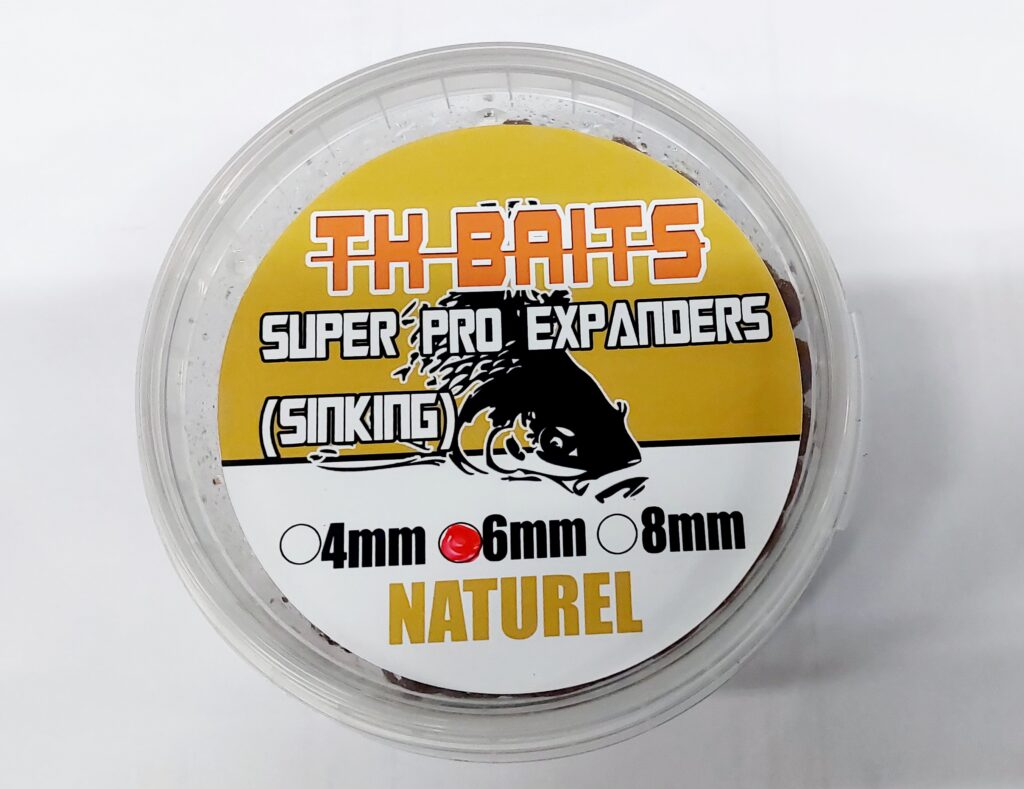 TK BAITS
SUPER PRO EXPANDERS
(SINKING)
4mm 6mm 8mm
NATUREL